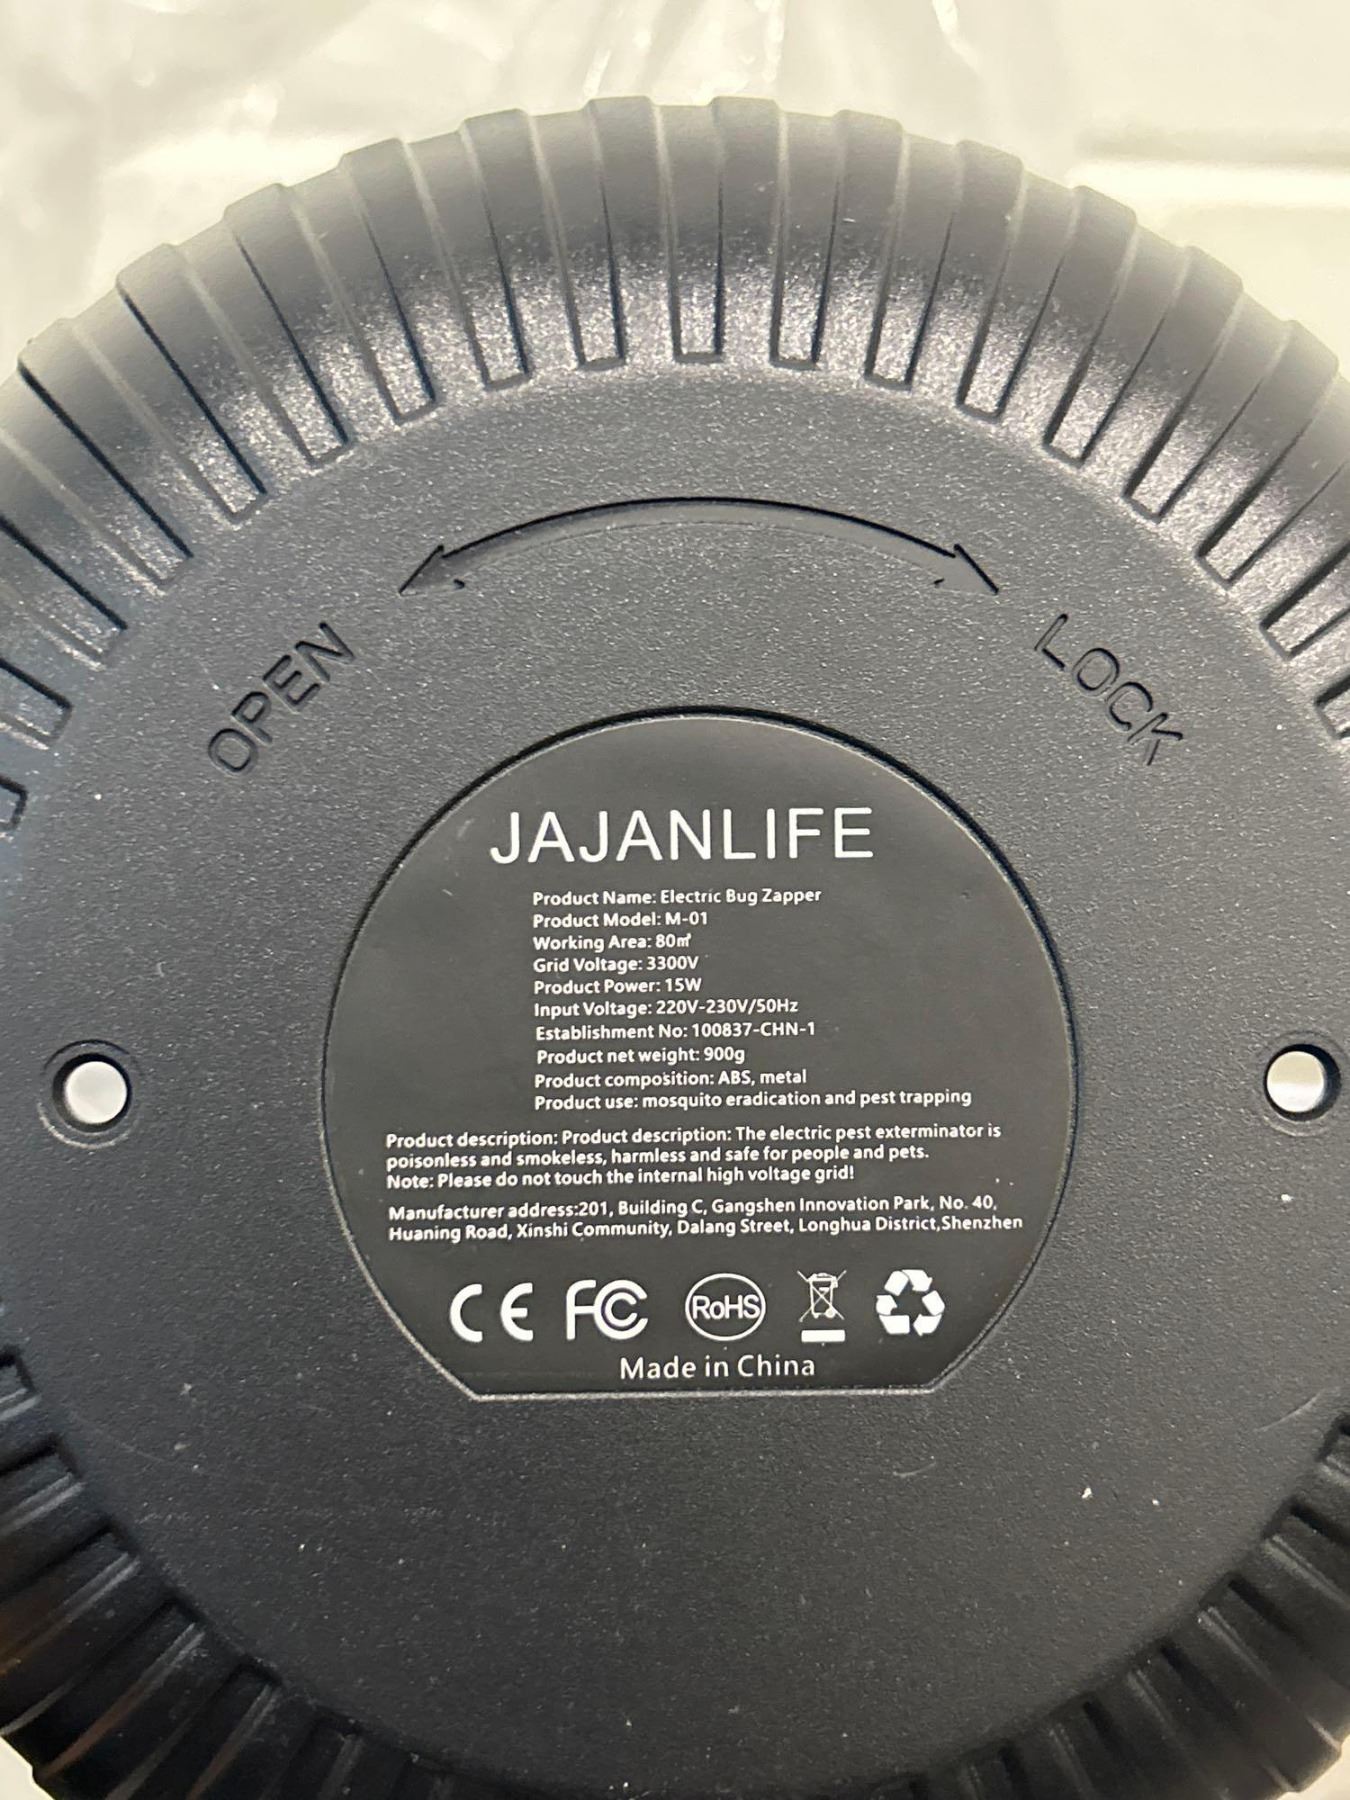 OPEN
LOCK
JAJANLIFE
Product Name: Electric Bug Zapper
Product Model: M-01
Working Area: 80㎡
Grid Voltage: 3300V
Product Power: 15W
Input Voltage: 220V-230V/50Hz
Establishment No: 100837-CHN-1
Product net weight: 900g
Product composition: ABS, metal
Product use: mosquito eradication and pest trapping
Product description: Product description: The electric pest exterminator is
poisonless and smokeless, harmless and safe for people and pets.
Note: Please do not touch the internal high voltage grid!
Manufacturer address:201, Building C, Gangshen Innovation Park, No. 40,
Huaning Road, Xinshi Community, Dalang Street, Longhua District,Shenzhen
CE FC RoHS
Made in China